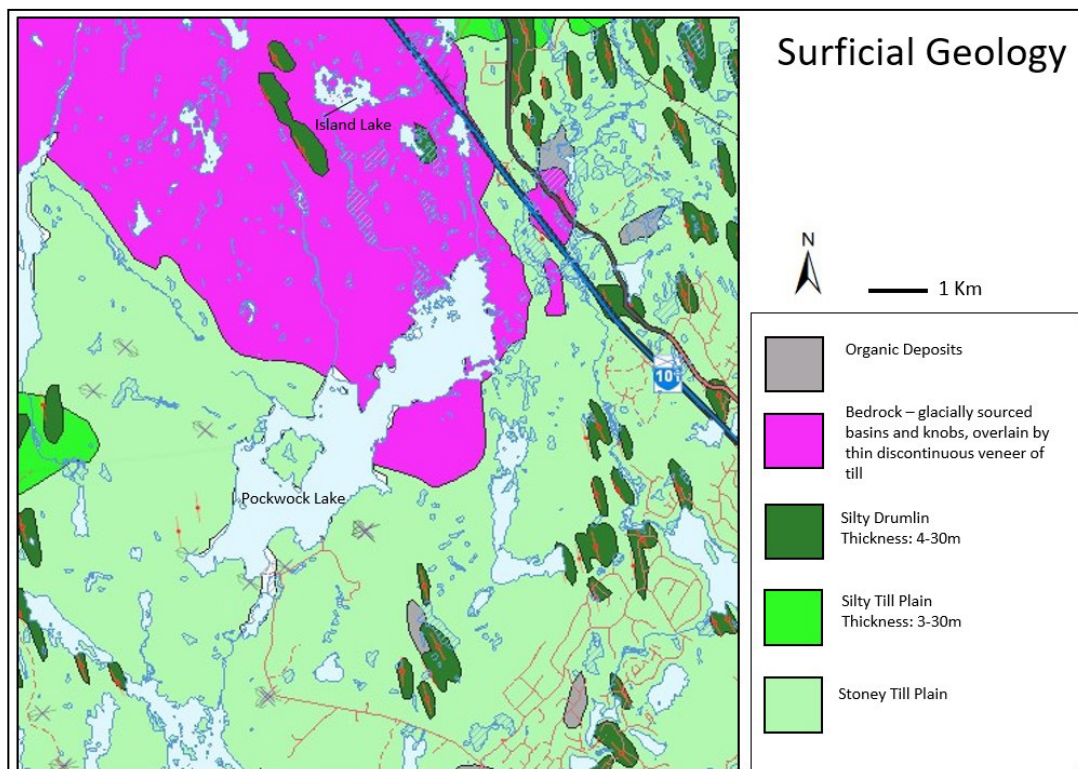 Surficial Geology
Island Lake
N
1 Km
101
Pockwock Lake
Organic Deposits
Bedrock – glacially sourced
basins and knobs, overlain by
thin discontinuous veneer of
till
Silty Drumlin
Thickness: 4-30m
Silty Till Plain
Thickness: 3-30m
Stoney Till Plain